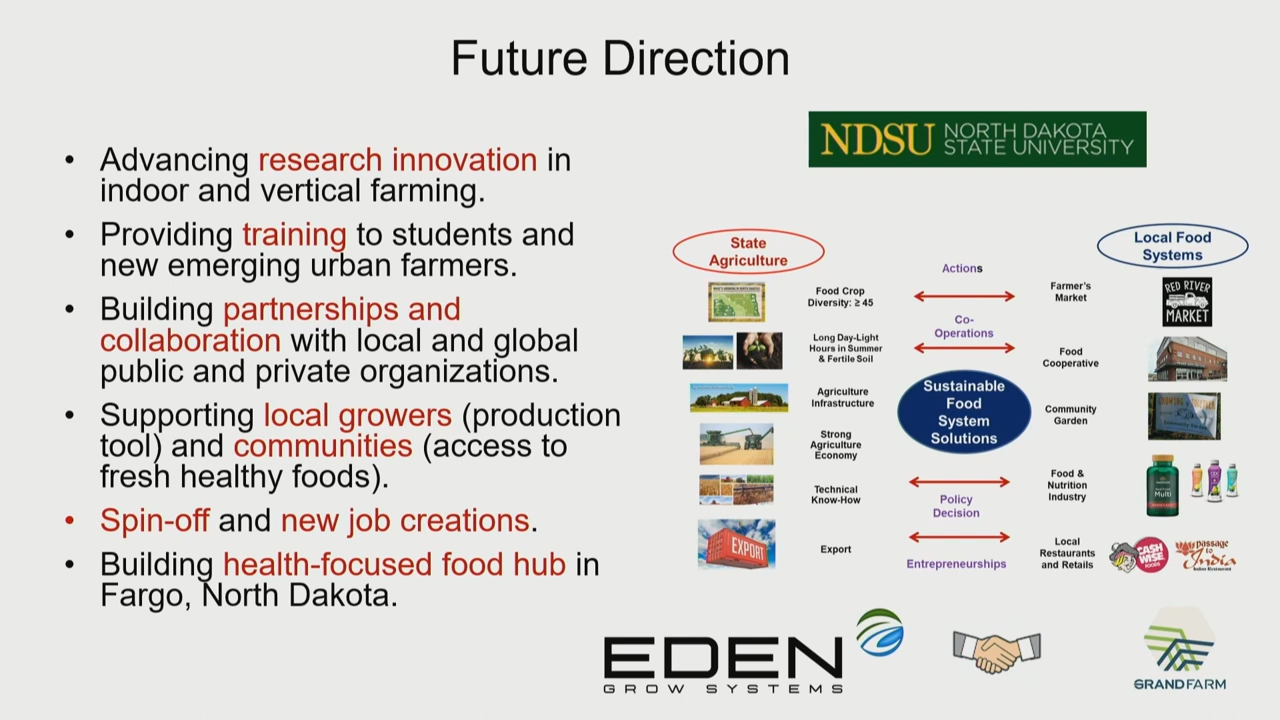 Future Direction
NDSU NORTH DAKOTA
STATE UNIVERSITY
• Advancing research innovation in
indoor and vertical farming.
• Providing training to students and
new emerging urban farmers.
• Building partnerships and
collaboration with local and global
public and private organizations.
• Supporting local growers (production
tool) and communities (access to
fresh healthy foods).
• Spin-off and new job creations.
• Building health-focused food hub in
Fargo, North Dakota.
State
Agriculture
Food Crop
Diversity: ≥ 45
Long Day-Light
Hours in Summer
& Fertile Soil
Agriculture
Infrastructure
Strong
Agriculture
Economy
Technical
Know-How
EXPORT
Export
Actions
Co-
Operations
Sustainable
Food
System
Solutions
Policy
Decision
Entrepreneurships
Local Food
Systems
Farmer's
Market
RED RIVER
MARKET
Food
Cooperative
Community
Garden
Food &
Nutrition
Industry
Multi
Local
Restaurants
and Retails
CASH
WISE
FOODS
passage
to
India
Indian Restaurant
EDEN
GROW SYSTEMS
GRANDFARM